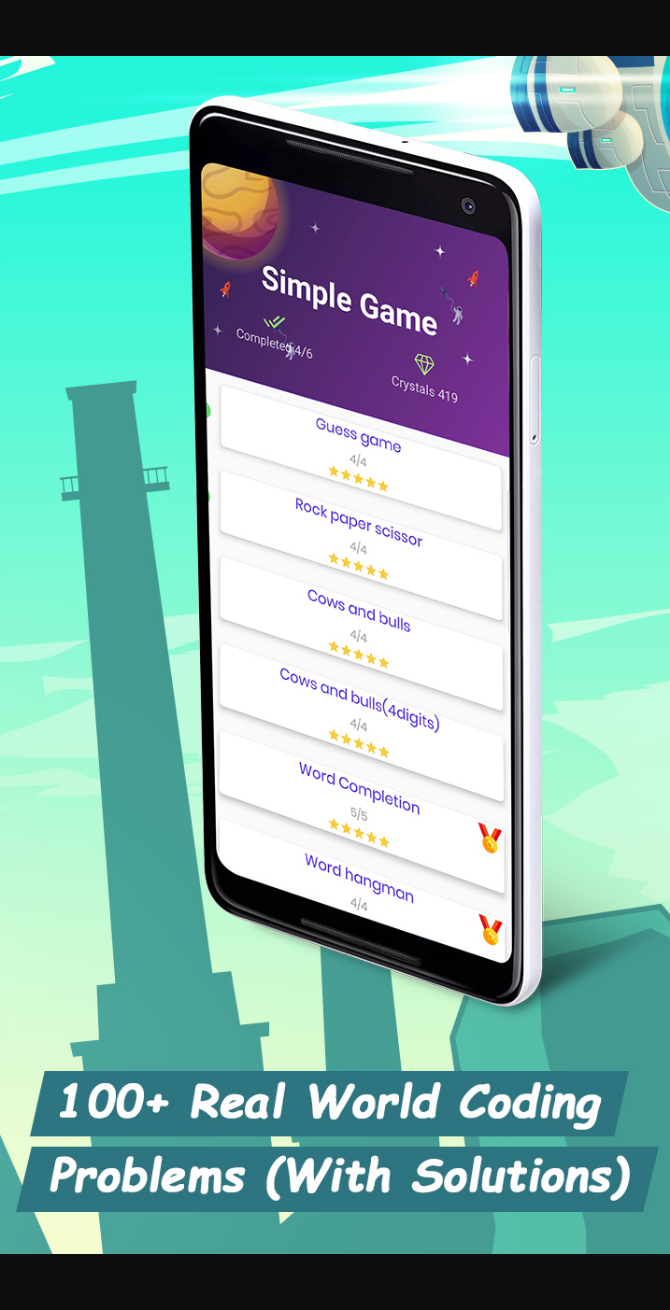 Simple Game
Completed 4/6
Crystals 419
Guess game
4/4
Rock paper scissor
4/4
Cows and bulls
4/4
Cows and bulls(4digits)
4/4
Word Completion
5/5
Word hangman
4/4
100+ Real World Coding
Problems (With Solutions)